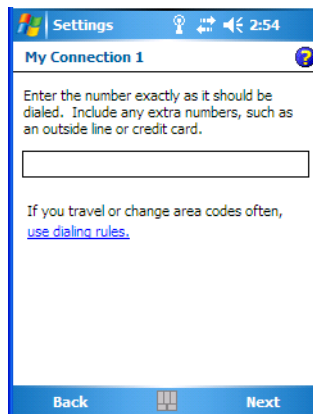 Settings 2:54
My Connection 1
Enter the number exactly as it should be
dialed. Include any extra numbers, such as
an outside line or credit card.
If you travel or change area codes often,
use dialing rules.
Back Next